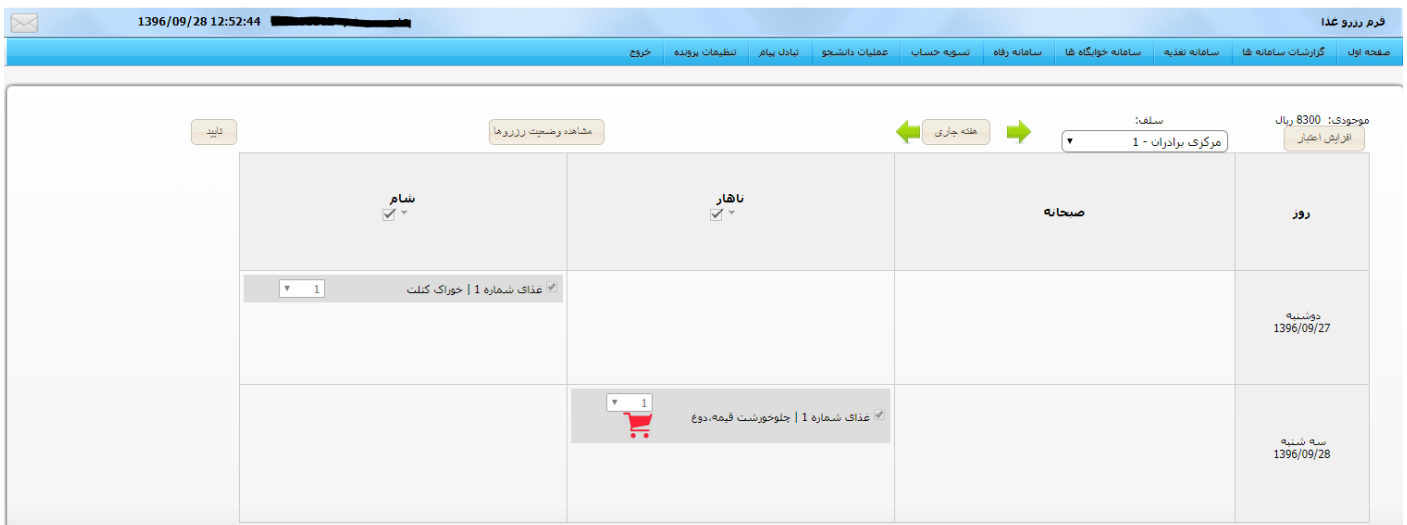 فرم رزرو غذا
1396/09/28 12:52:44
صفحه اول گزارشات سامانه ها سامانه تغذیه سامانه خوابگاه ها سامانه رفاه تسویه حساب عملیات دانشجو تبادل پیام تنظیمات پرونده خروج
موجودی: 8300 ریال
سلف:
افزایش اعتبار
مرکزی برادران - 1
هفته جاری
مشاهده وضعیت رزروها
تایید
روز صبحانه ناهار شام
دوشنبه
1396/09/27
غذای شماره 1 | خوراک کتلت 1
سه شنبه
1396/09/28
غذای شماره 1 | چلوخورشت قیمه،دوغ 1